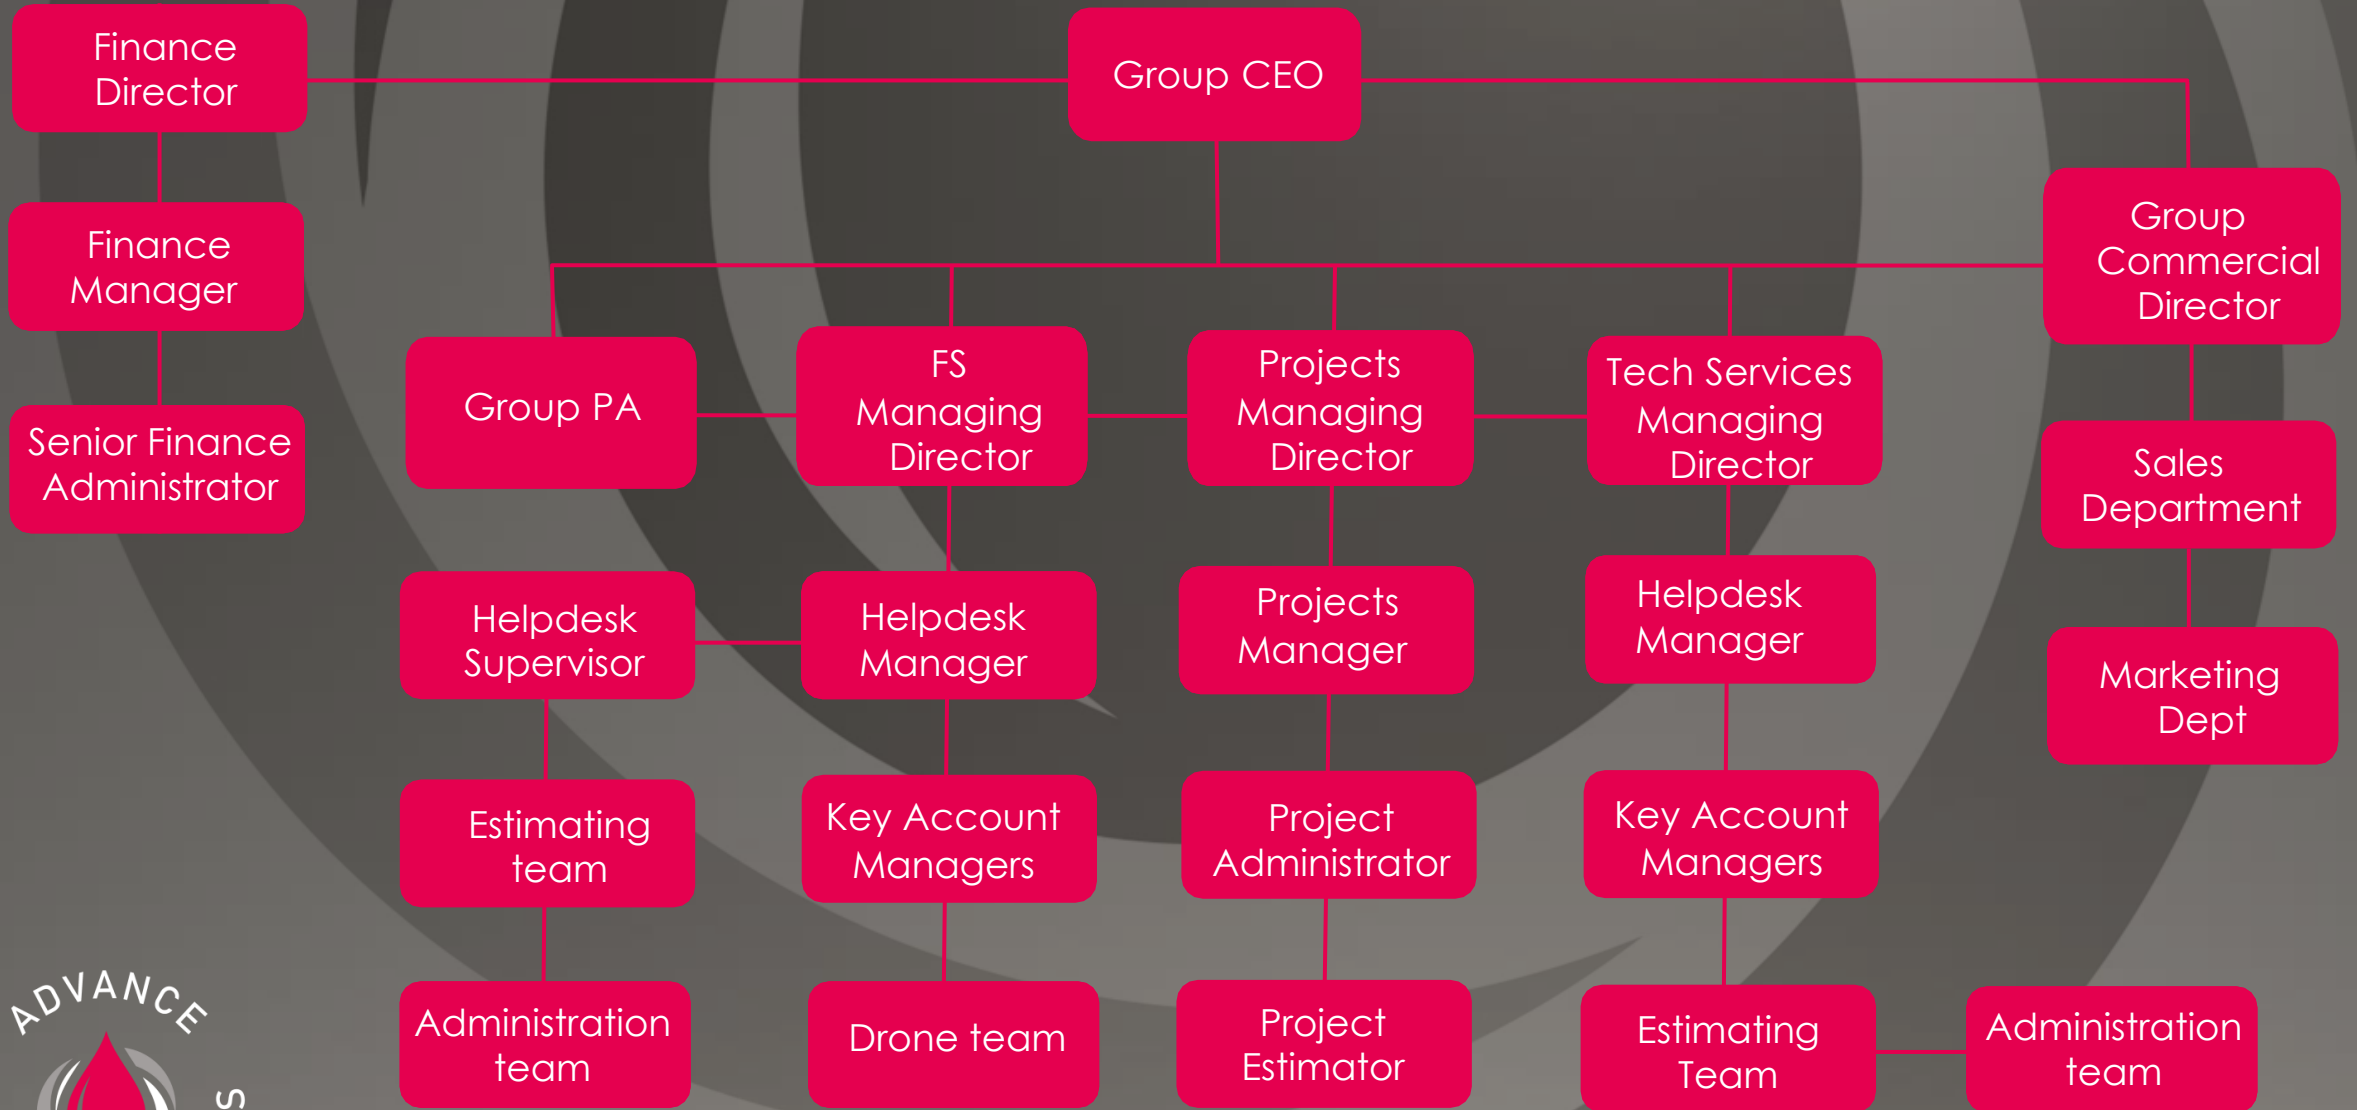 Finance
Director
Group CEO
Group
Commercial
Director
Finance
Manager
Group PA
FS
Managing
Director
Projects
Managing
Director
Tech Services
Managing
Director
Senior Finance
Administrator
Sales
Department
Helpdesk
Supervisor
Helpdesk
Manager
Projects
Manager
Helpdesk
Manager
Marketing
Dept
Estimating
team
Key Account
Managers
Project
Administrator
Key Account
Managers
Administration
team
Drone team
Project
Estimator
Estimating
Team
Administration
team
ADVANCE
S